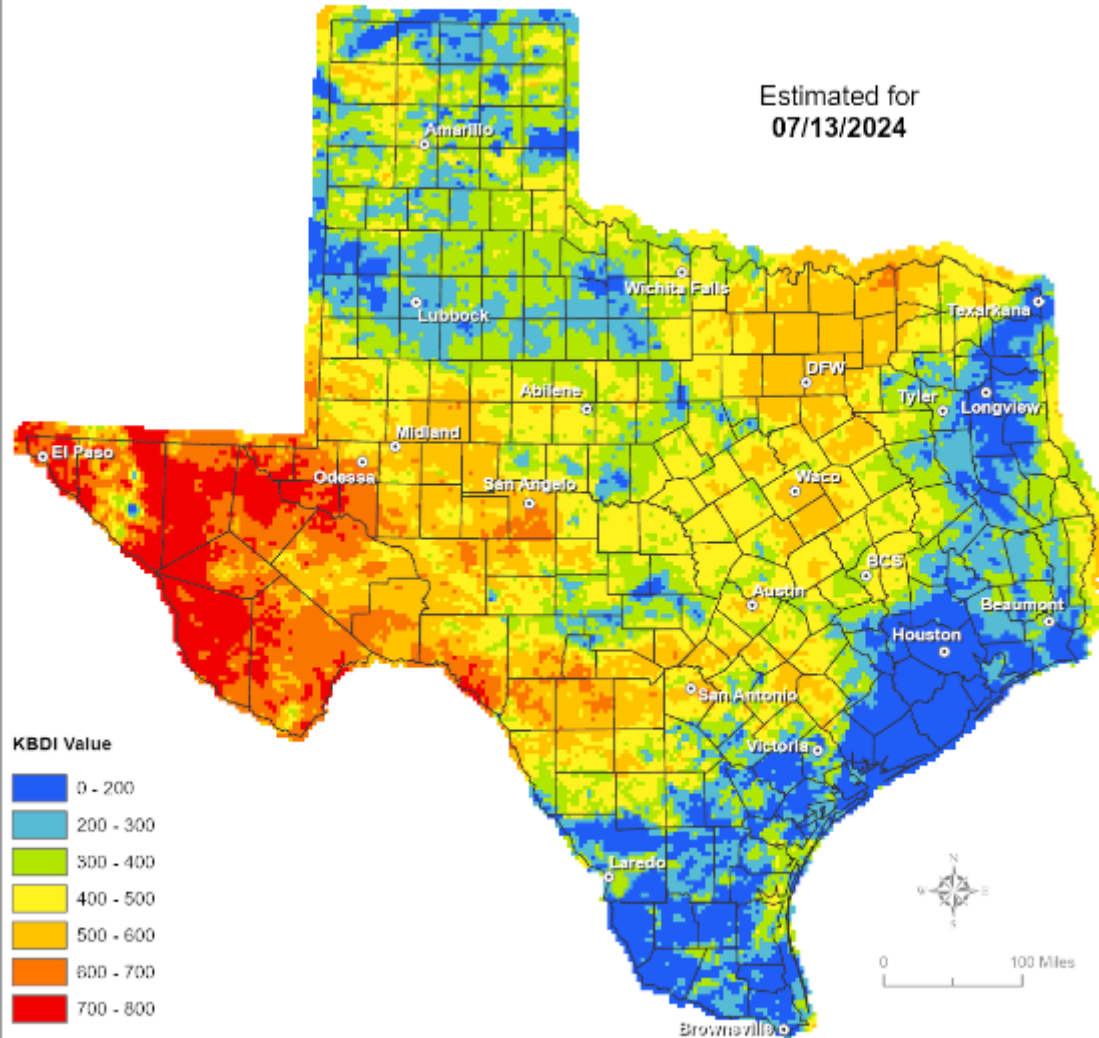 Estimated for
07/13/2024
Amarillo
Wichita Falls
Lubbock
Texarkana
DFW
Abilene
Tyler
Longview
Midland
El Paso
Odessa
San Angelo
Waco
BCS
Austin
Beaumont
Houston
San Antonio
Victoria
KBDI Value
0 - 200
200 - 300
300 - 400
400 - 500
500 - 600
600 - 700
700 - 800
Laredo
Brownsville
N
W
E
S
0
100 Miles